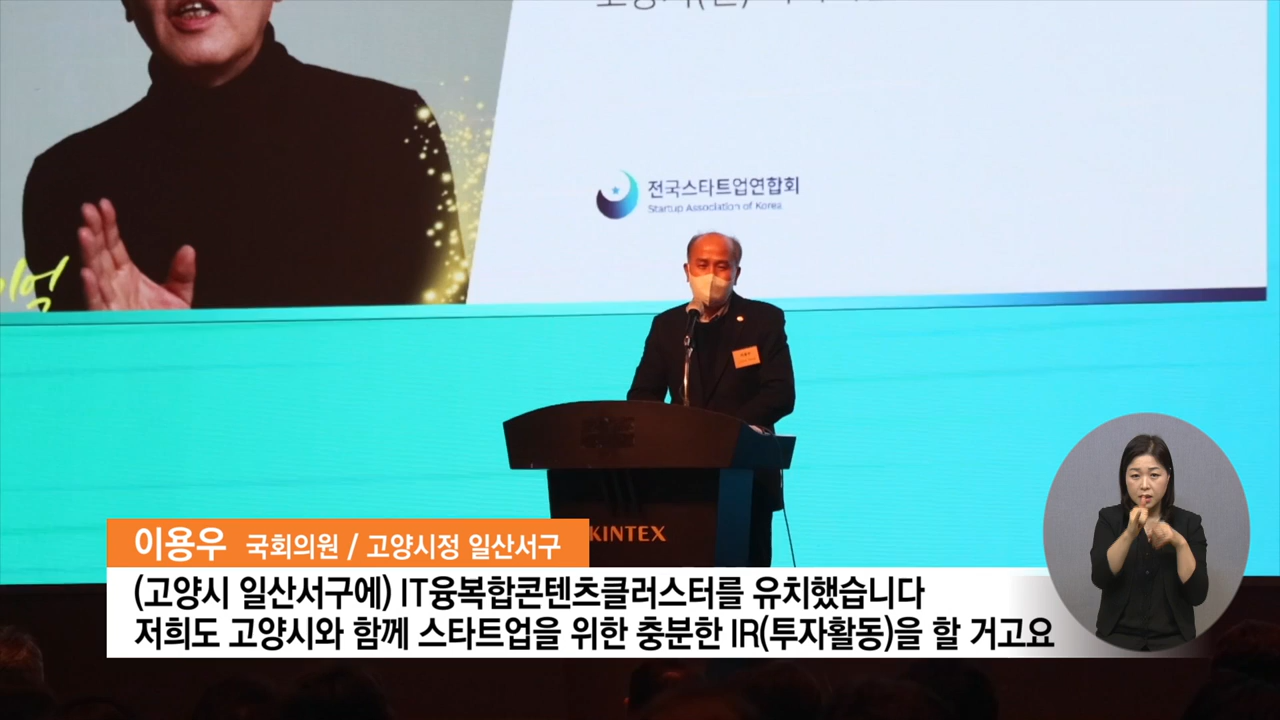 전국스타트업연합회
Startup Association of Korea
KINTEX
이용우 국회의원 / 고양시정 일산서구
(고양시 일산서구에) IT융복합콘텐츠클러스터를 유치했습니다
저희도 고양시와 함께 스타트업을 위한 충분한 IR(투자활동)을 할 거고요